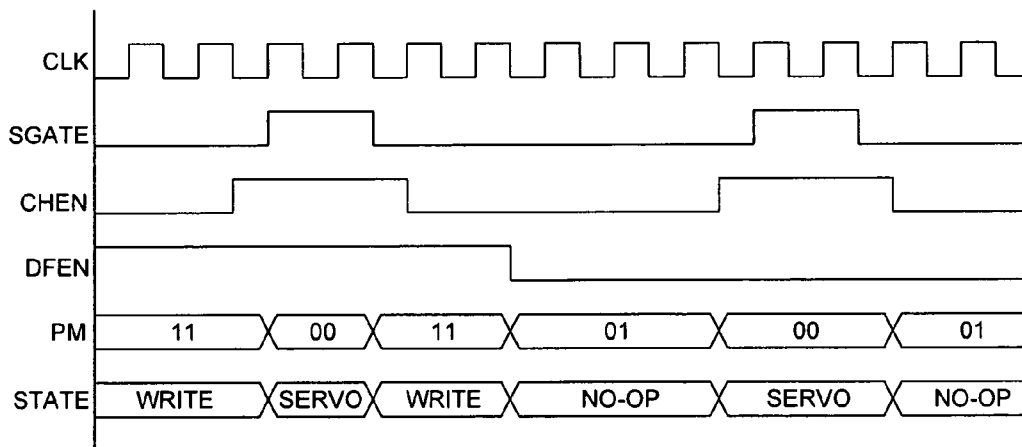 CLK
SGATE
CHEN
DFEN
PM 11 00 11 01 00 01
STATE WRITE SERVO WRITE NO-OP SERVO NO-OP